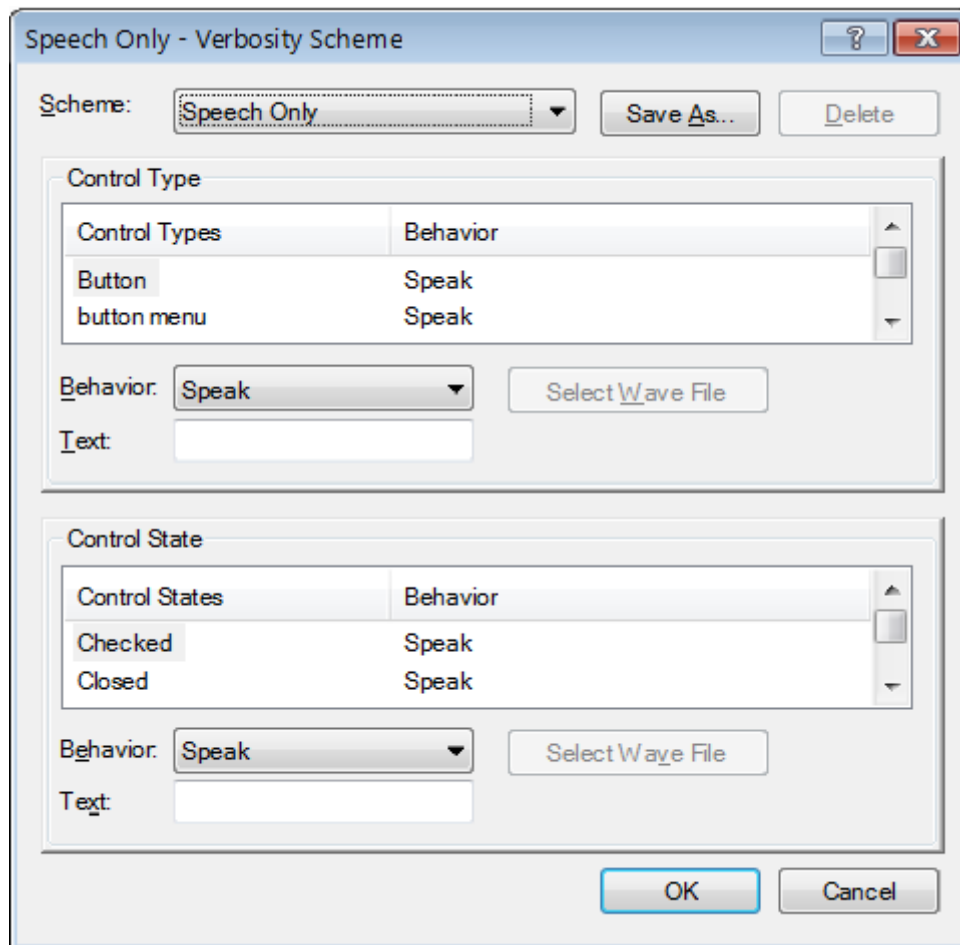 Speech Only - Verbosity Scheme
Scheme: Speech Only Save As... Delete
Control Type
Control Types Behavior
Button Speak
button menu Speak
Behavior: Speak Select Wave File
Text:
Control State
Control States Behavior
Checked Speak
Closed Speak
Behavior: Speak Select Wave File
Text:
OK Cancel